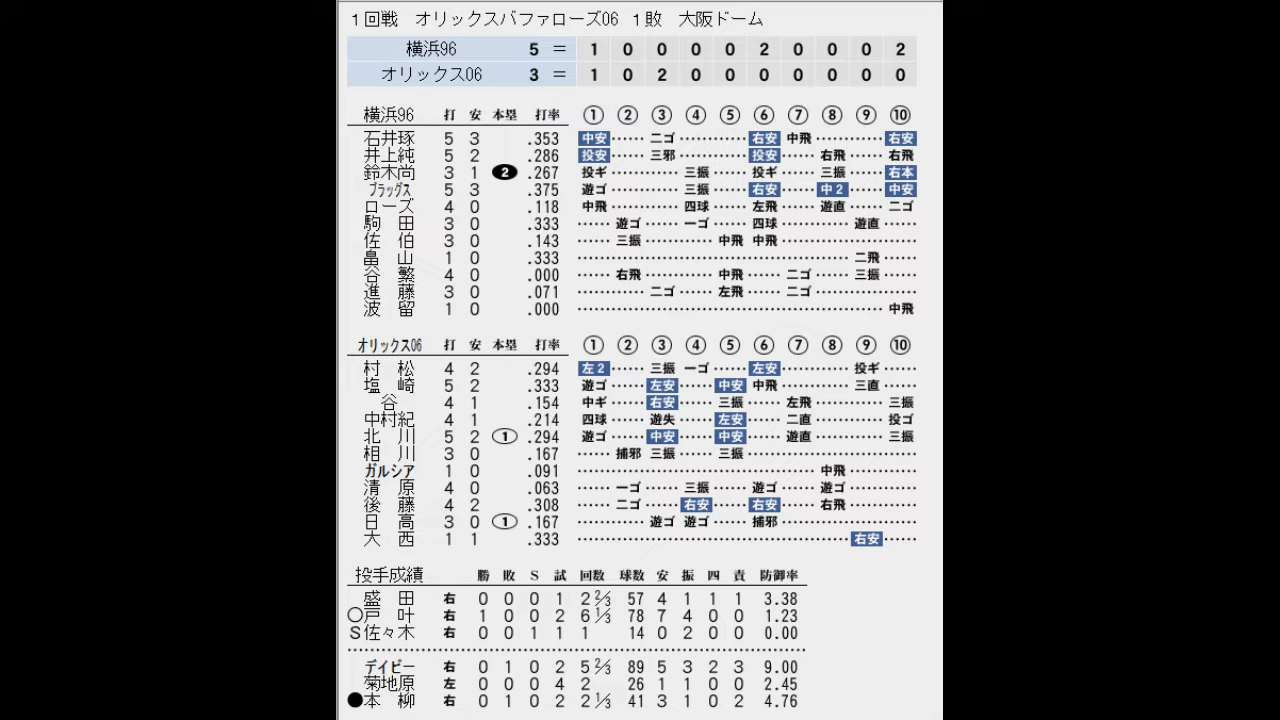 1回戦 オリックスバファローズ06 1敗 大阪ドーム
横浜96 5 = 1 0 0 0 0 2 0 0 0 2
オリックス06 3 = 1 0 2 0 0 0 0 0 0 0
横浜96 打 安 本塁 打率 ① ② ③ ④ ⑤ ⑥ ⑦ ⑧ ⑨ ⑩
石井琢 5 3 .353 中安 二ゴ 右安 中飛 右安
井上純 5 2 .286 投安 三邪 投安 右飛 右飛
鈴木尚 3 1 ❷ .267 投ギ 三振 投ギ 三振 右本
ブラッグス 5 3 .375 遊ゴ 三振 右安 中2 中安
ローズ 4 0 .118 中飛 四球 左飛 遊直 二ゴ
駒田 3 0 .333 遊ゴ 一ゴ 四球 遊直
佐伯 3 0 .143 三振 中飛 中飛
畠山 1 0 .333 二飛
谷繁 4 0 .000 右飛 中飛 二ゴ 三振
進藤 3 0 .071 二ゴ 左飛 二ゴ
波留 1 0 .000 中飛
オリックス06 打 安 本塁 打率 ① ② ③ ④ ⑤ ⑥ ⑦ ⑧ ⑨ ⑩
村松 4 2 .294 左2 三振 一ゴ 左安 投ギ
塩崎 5 2 .333 遊ゴ 左安 中安 中飛 三直
谷 4 1 .154 中ギ 右安 三振 左飛 三振
中村紀 4 1 .214 四球 遊失 左安 二直 投ゴ
北川 5 2 ① .294 遊ゴ 中安 中安 遊直 三振
相川 3 0 .167 捕邪 三振 三振
ガルシア 1 0 .091 中飛
清原 4 0 .063 一ゴ 三振 遊ゴ 遊ゴ
後藤 4 2 .308 二ゴ 右安 右安 右飛
日高 3 0 ① .167 遊ゴ 遊ゴ 捕邪
大西 1 1 .333 右安
投手成績 勝 敗 S 試 回数 球数 安 振 四 責 防御率
盛田 右 0 0 0 1 2 2/3 57 4 1 1 1 3.38
○戸叶 右 1 0 0 2 6 1/3 78 7 4 0 0 1.23
S佐々木 右 0 0 1 1 1 14 0 2 0 0 0.00
デイビー 右 0 1 0 2 5 2/3 89 5 3 2 3 9.00
菊地原 左 0 0 0 4 2 26 1 1 0 0 2.45
●本柳 右 0 1 0 2 2 1/3 41 3 1 0 2 4.76